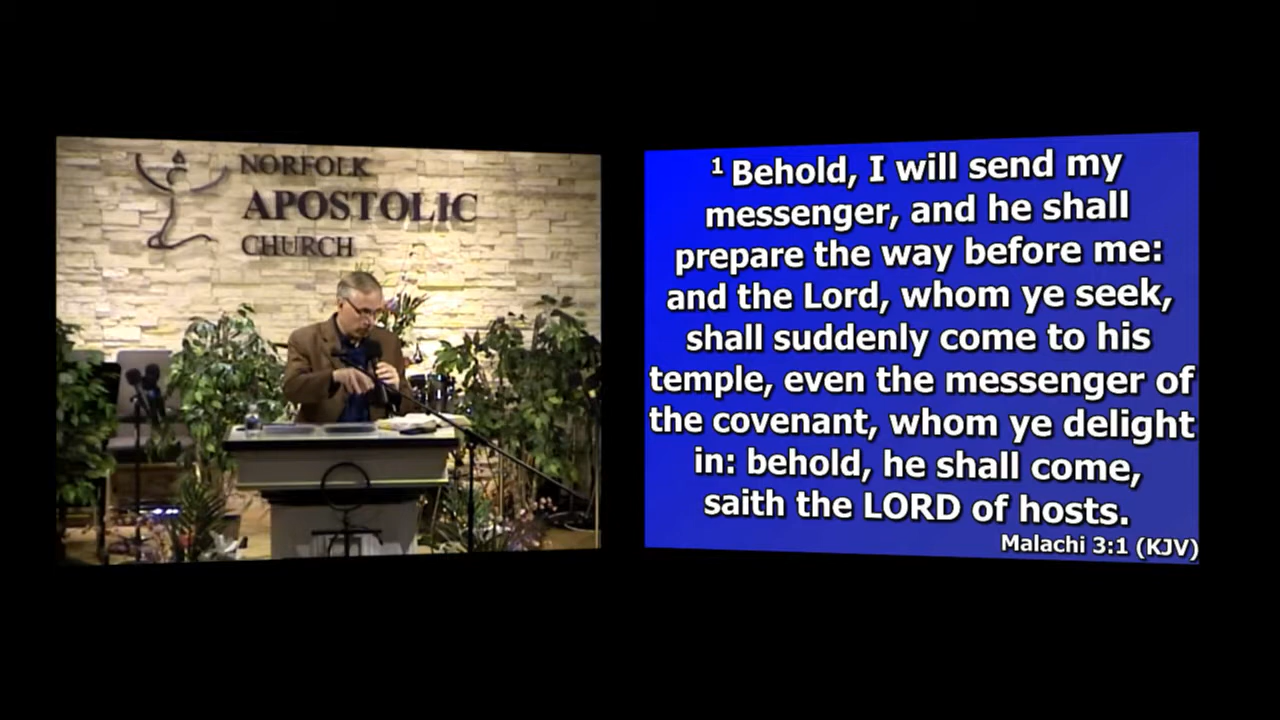 NORFOLK
APOSTOLIC
CHURCH
1 Behold, I will send my
messenger, and he shall
prepare the way before me:
and the Lord, whom ye seek,
shall suddenly come to his
temple, even the messenger of
the covenant, whom ye delight
in: behold, he shall come,
saith the LORD of hosts.
Malachi 3:1 (KJV)